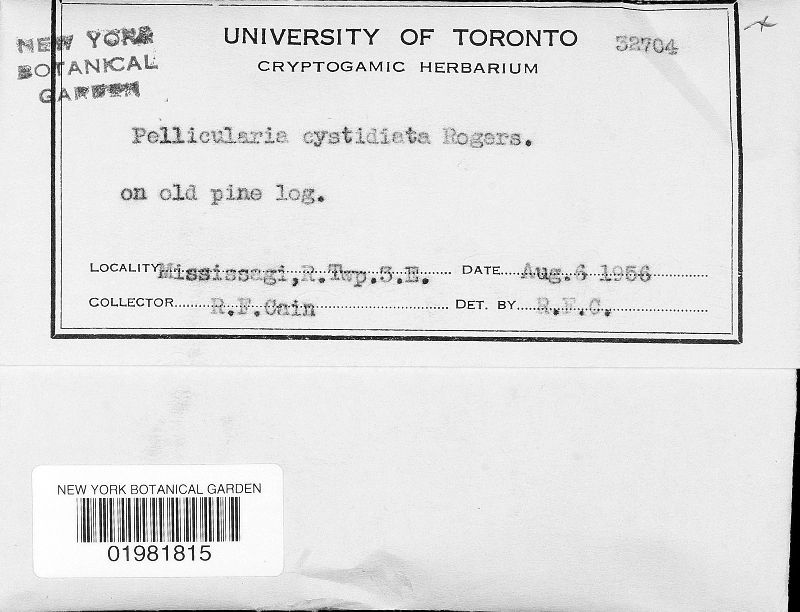 NEW YORK
BOTANICAL
GARDEN
UNIVERSITY OF TORONTO
32704
CRYPTOGAMIC HERBARIUM
Pellicularia cystidiata Rogers.
on old pine log.
LOCALITY Mississagi, R. Twp. 3. E. DATE Aug. 6 1956
COLLECTOR R. F. Cain DET. BY R. F. C.
NEW YORK BOTANICAL GARDEN
01981815